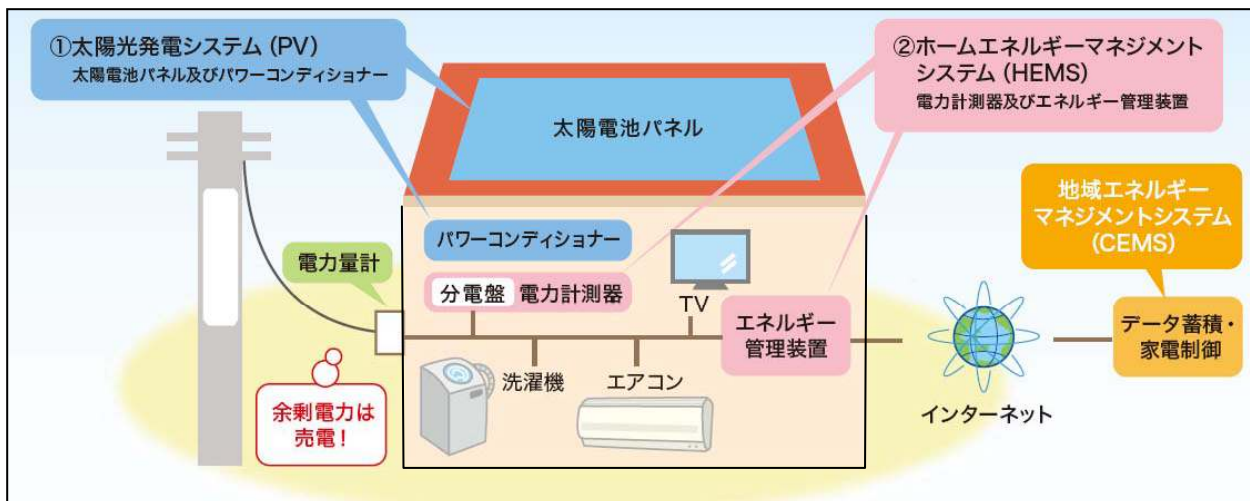 ①太陽光発電システム（PV）
太陽電池パネル及びパワーコンディショナー
②ホームエネルギーマネジメント
システム（HEMS）
電力計測器及びエネルギー管理装置
太陽電池パネル
地域エネルギー
マネジメントシステム
（CEMS）
パワーコンディショナー
電力量計
分電盤 電力計測器
TV
エネルギー
管理装置
データ蓄積・
家電制御
洗濯機
エアコン
インターネット
余剰電力は
売電！